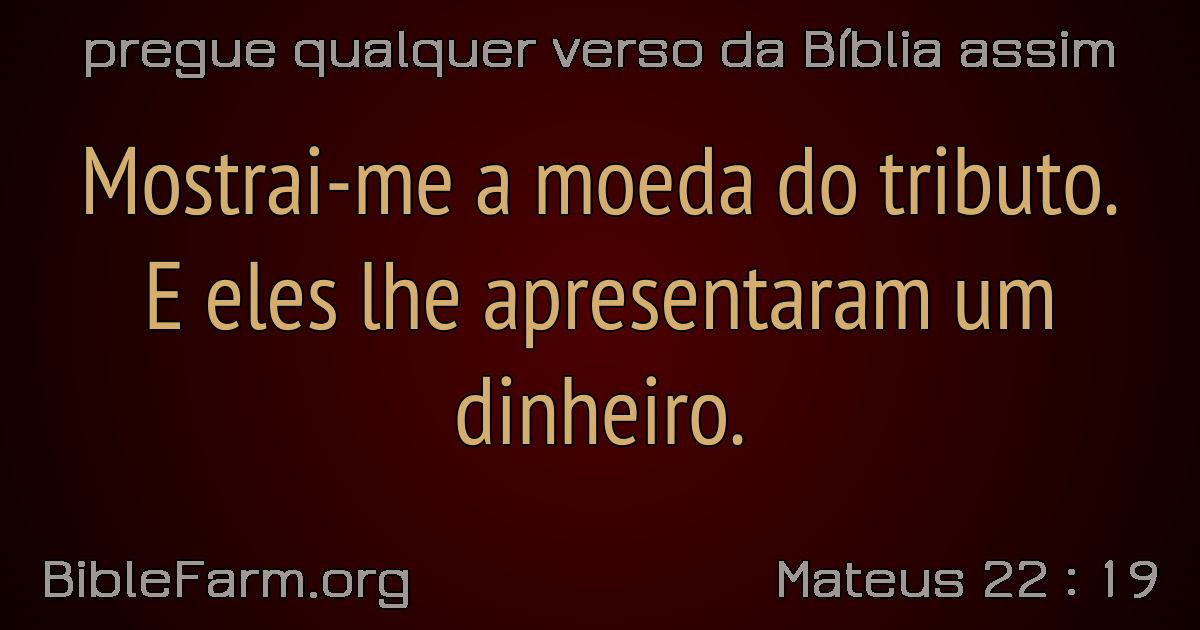 pregue qualquer verso da Bíblia assim
Mostrai-me a moeda do tributo.
E eles lhe apresentaram um
dinheiro.
BibleFarm.org
Mateus 22 : 19